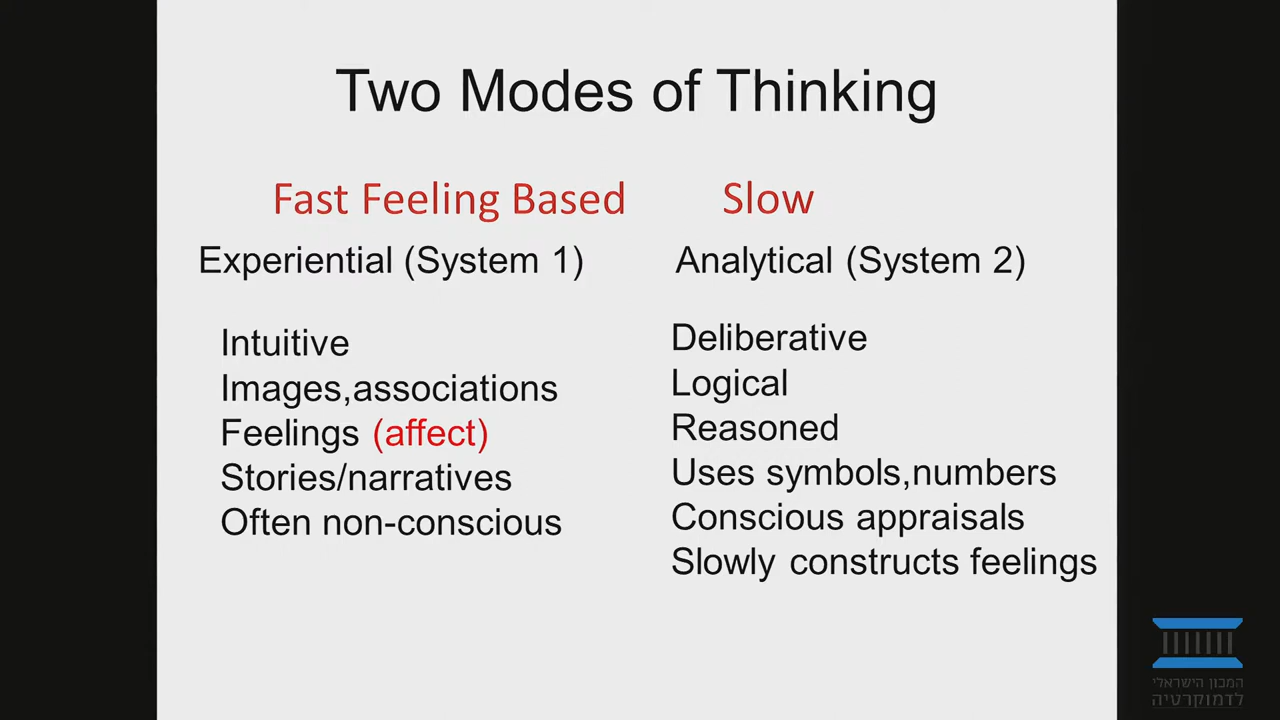 Two Modes of Thinking
Fast Feeling Based
Experiential (System 1)
Intuitive
Images,associations
Feelings (affect)
Stories/narratives
Often non-conscious
Slow
Analytical (System 2)
Deliberative
Logical
Reasoned
Uses symbols,numbers
Conscious appraisals
Slowly constructs feelings
המכון הישראלי
לדמוקרטיה